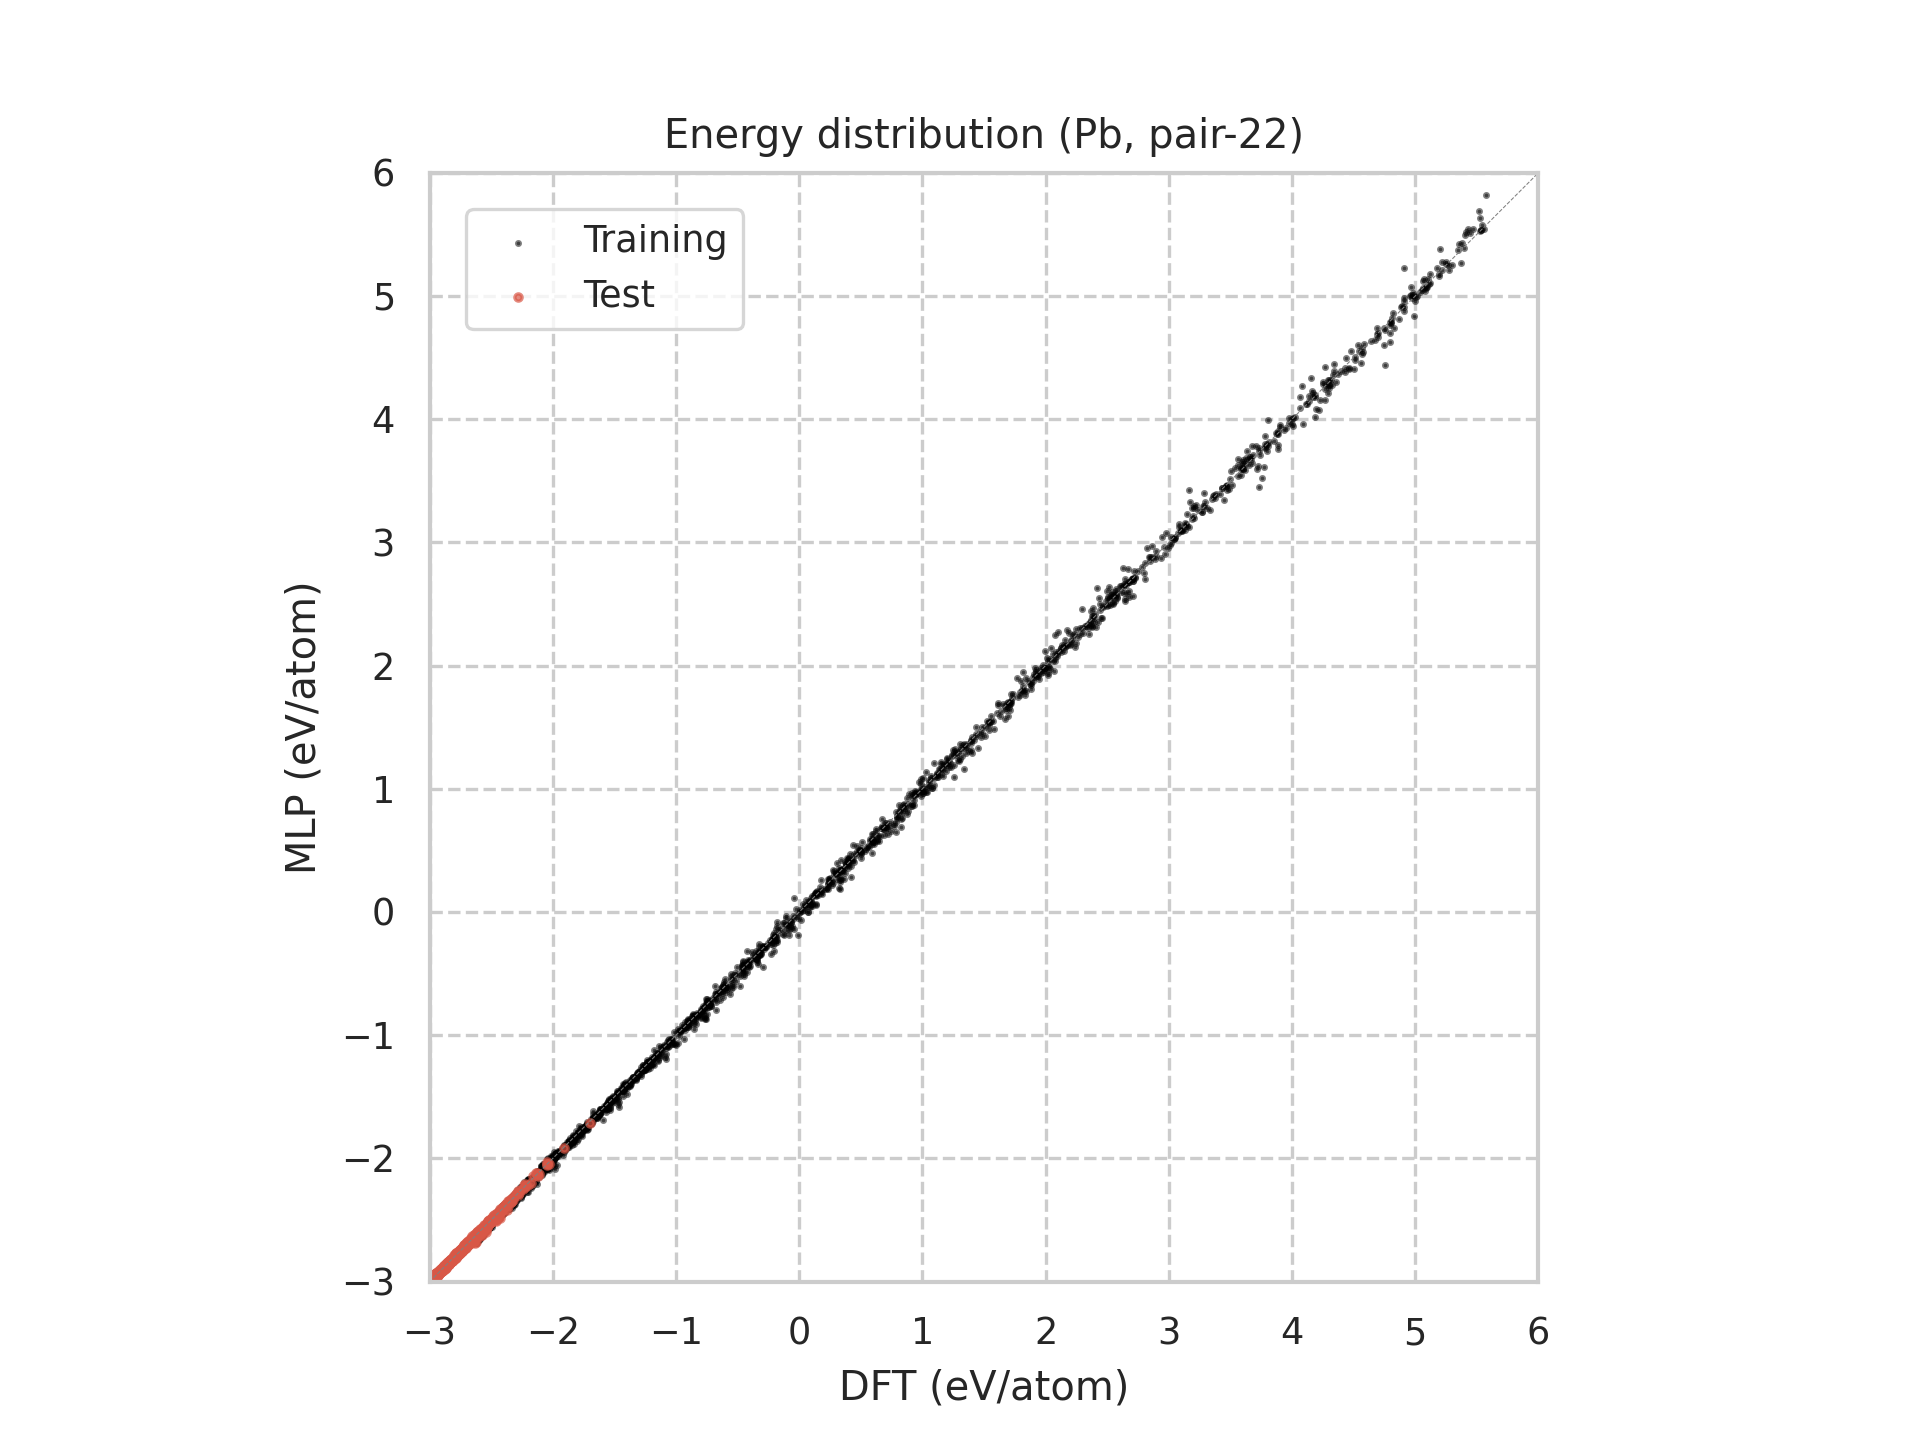 Energy distribution (Pb, pair-22)
Training
Test
6
5
4
3
2
1
0
−1
−2
−3
MLP (eV/atom)
−3 −2 −1 0 1 2 3 4 5 6
DFT (eV/atom)